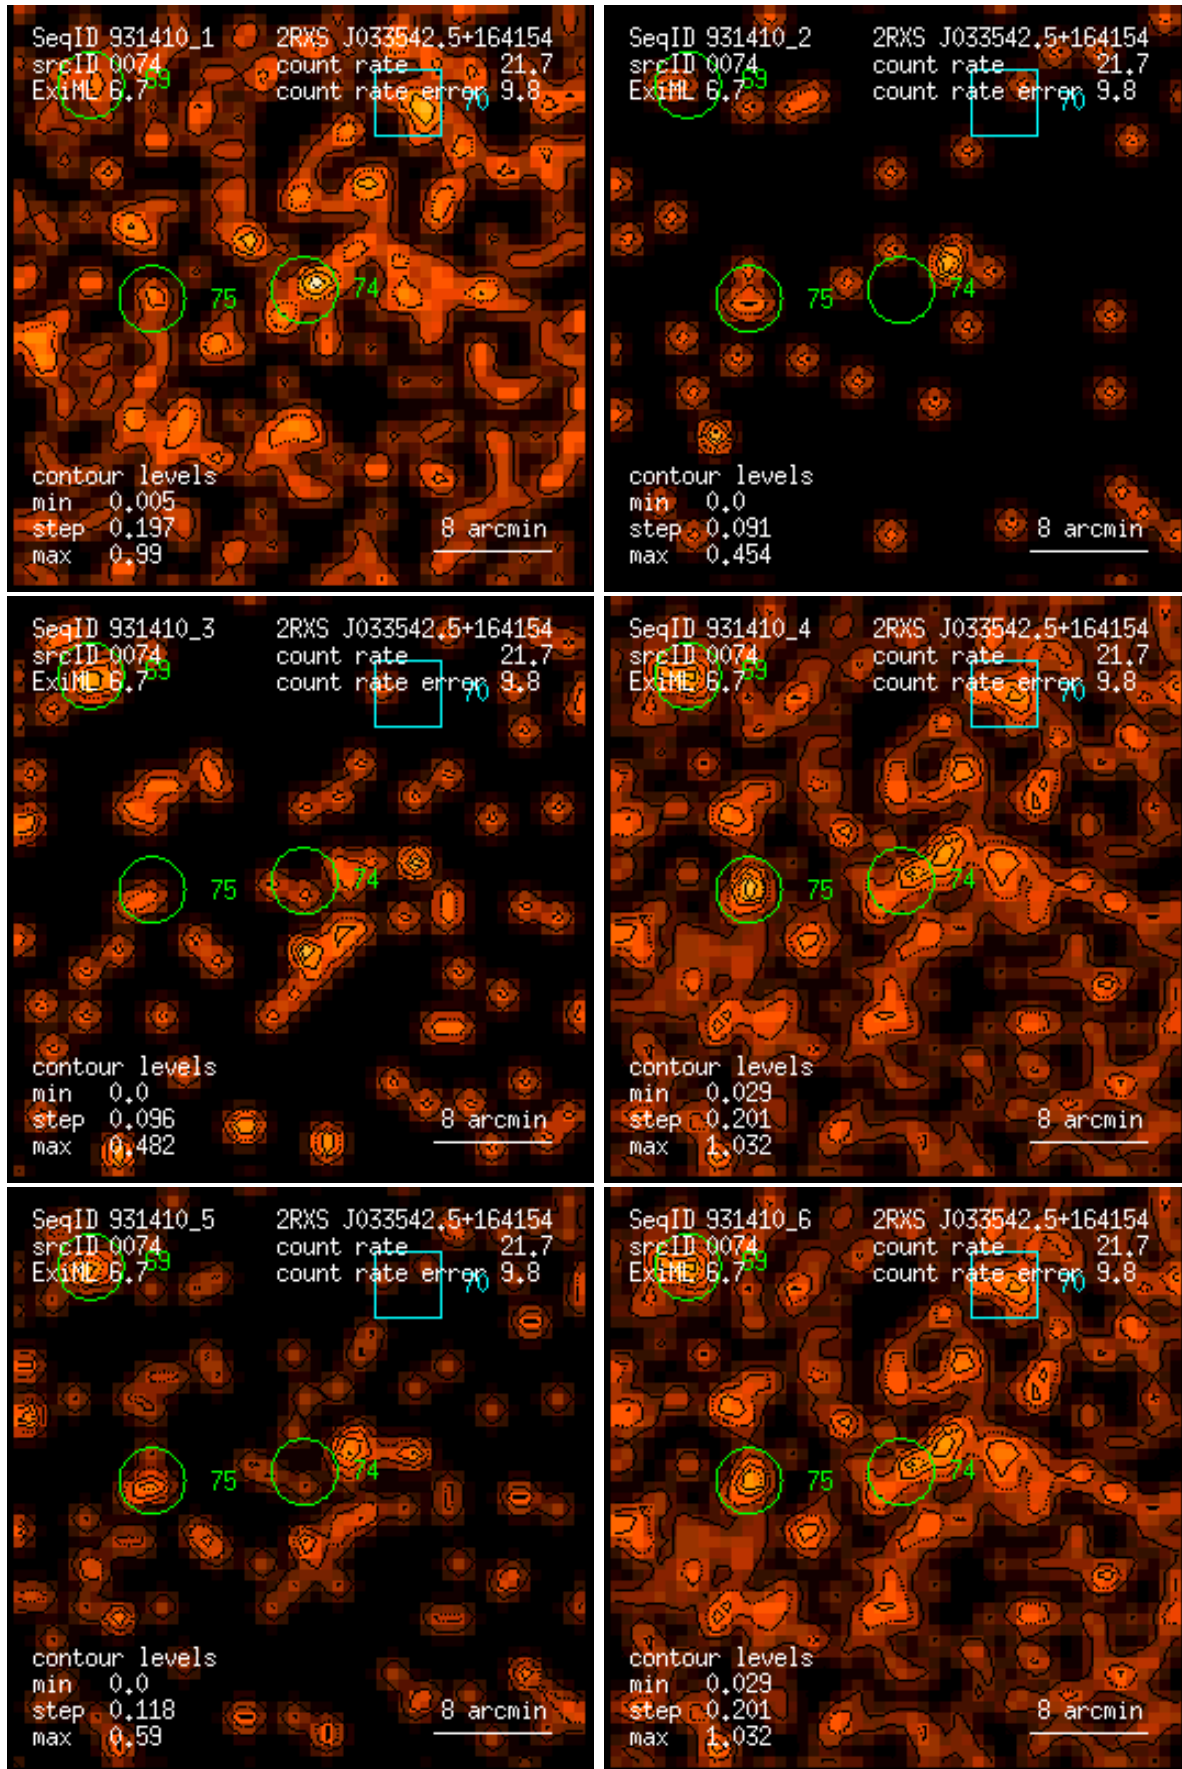 SeqID 931410_1 2RXS J033542.5+164154
srcID 0074 count rate 21.7
ExiML 6.7 count rate error 9.8
69
70
75
74
contour levels
min 0.005
step 0.197
max 0.99
8 arcmin
SeqID 931410_2 2RXS J033542.5+164154
srcID 0074 count rate 21.7
ExiML 6.7 count rate error 9.8
69
70
75
74
contour levels
min 0.0
step 0.091
max 0.454
8 arcmin
SeqID 931410_3 2RXS J033542.5+164154
srcID 0074 count rate 21.7
ExiML 6.7 count rate error 9.8
69
70
75
74
contour levels
min 0.0
step 0.096
max 0.482
8 arcmin
SeqID 931410_4 2RXS J033542.5+164154
srcID 0074 count rate 21.7
ExiML 6.7 count rate error 9.8
69
70
75
74
contour levels
min 0.029
step 0.201
max 1.032
8 arcmin
SeqID 931410_5 2RXS J033542.5+164154
srcID 0074 count rate 21.7
ExiML 6.7 count rate error 9.8
69
70
75
74
contour levels
min 0.0
step 0.118
max 0.59
8 arcmin
SeqID 931410_6 2RXS J033542.5+164154
srcID 0074 count rate 21.7
ExiML 6.7 count rate error 9.8
69
70
75
74
contour levels
min 0.029
step 0.201
max 1.032
8 arcmin